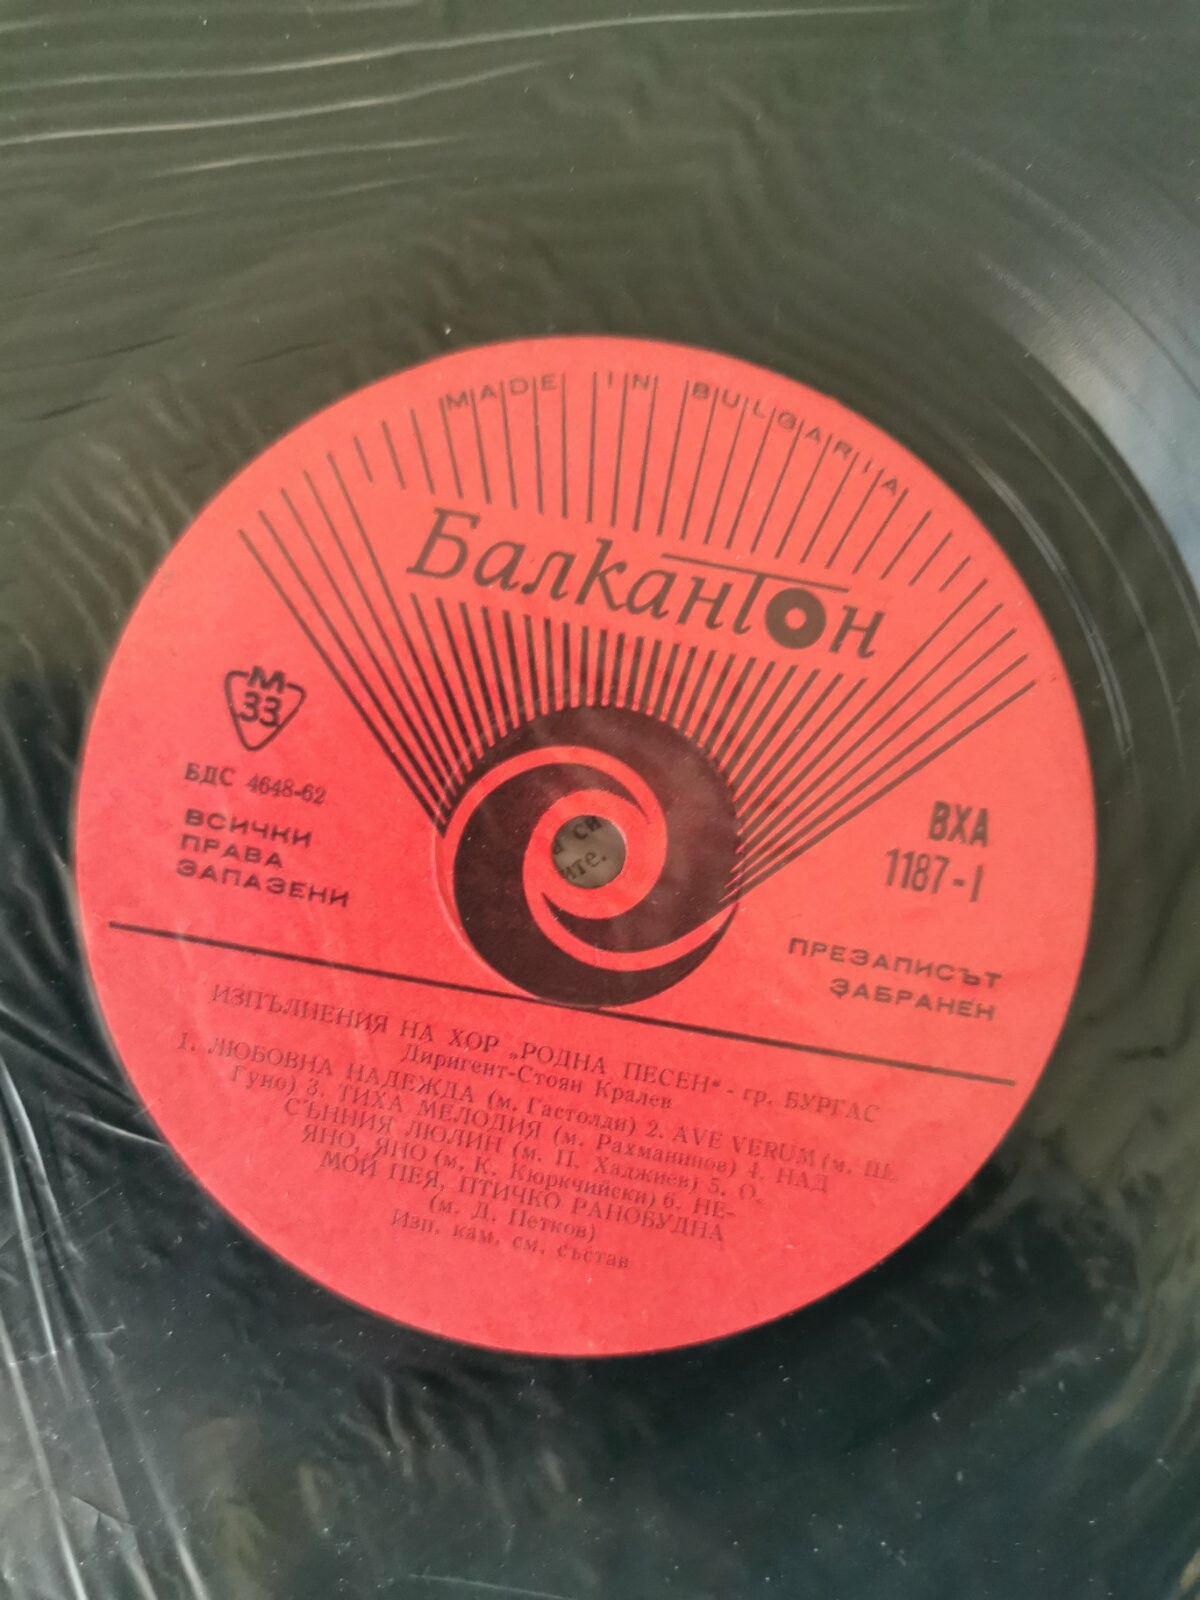 MADE IN BULGARIA
Балкантон
М
33
БДС 4648-62
ВСИЧКИ
ПРАВА
ЗАПАЗЕНИ
ВХА
1187-I
ПРЕЗАПИСЪТ
ЗАБРАНЕН
си
ите.
ИЗПЪЛНЕНИЯ НА ХОР „РОДНА ПЕСЕН" - гр. БУРГАС
Диригент-Стоян Кралев
1. ЛЮБОВНА НАДЕЖДА (м. Гастолди) 2. AVE VERUM (м. Ш.
Гуно) 3. ТИХА МЕЛОДИЯ (м. Рахманинов) 4. НАД
СЪННИЯ ЛЮЛИН (м. П. Хаджиев) 5. О,
ЯНО, ЯНО (м. К. Кюркчийски) 6. НЕ-
МОЙ ПЕЯ, ПТИЧКО РАНОБУДНА
(м. Д. Петков)
Изп. кам. см. състав